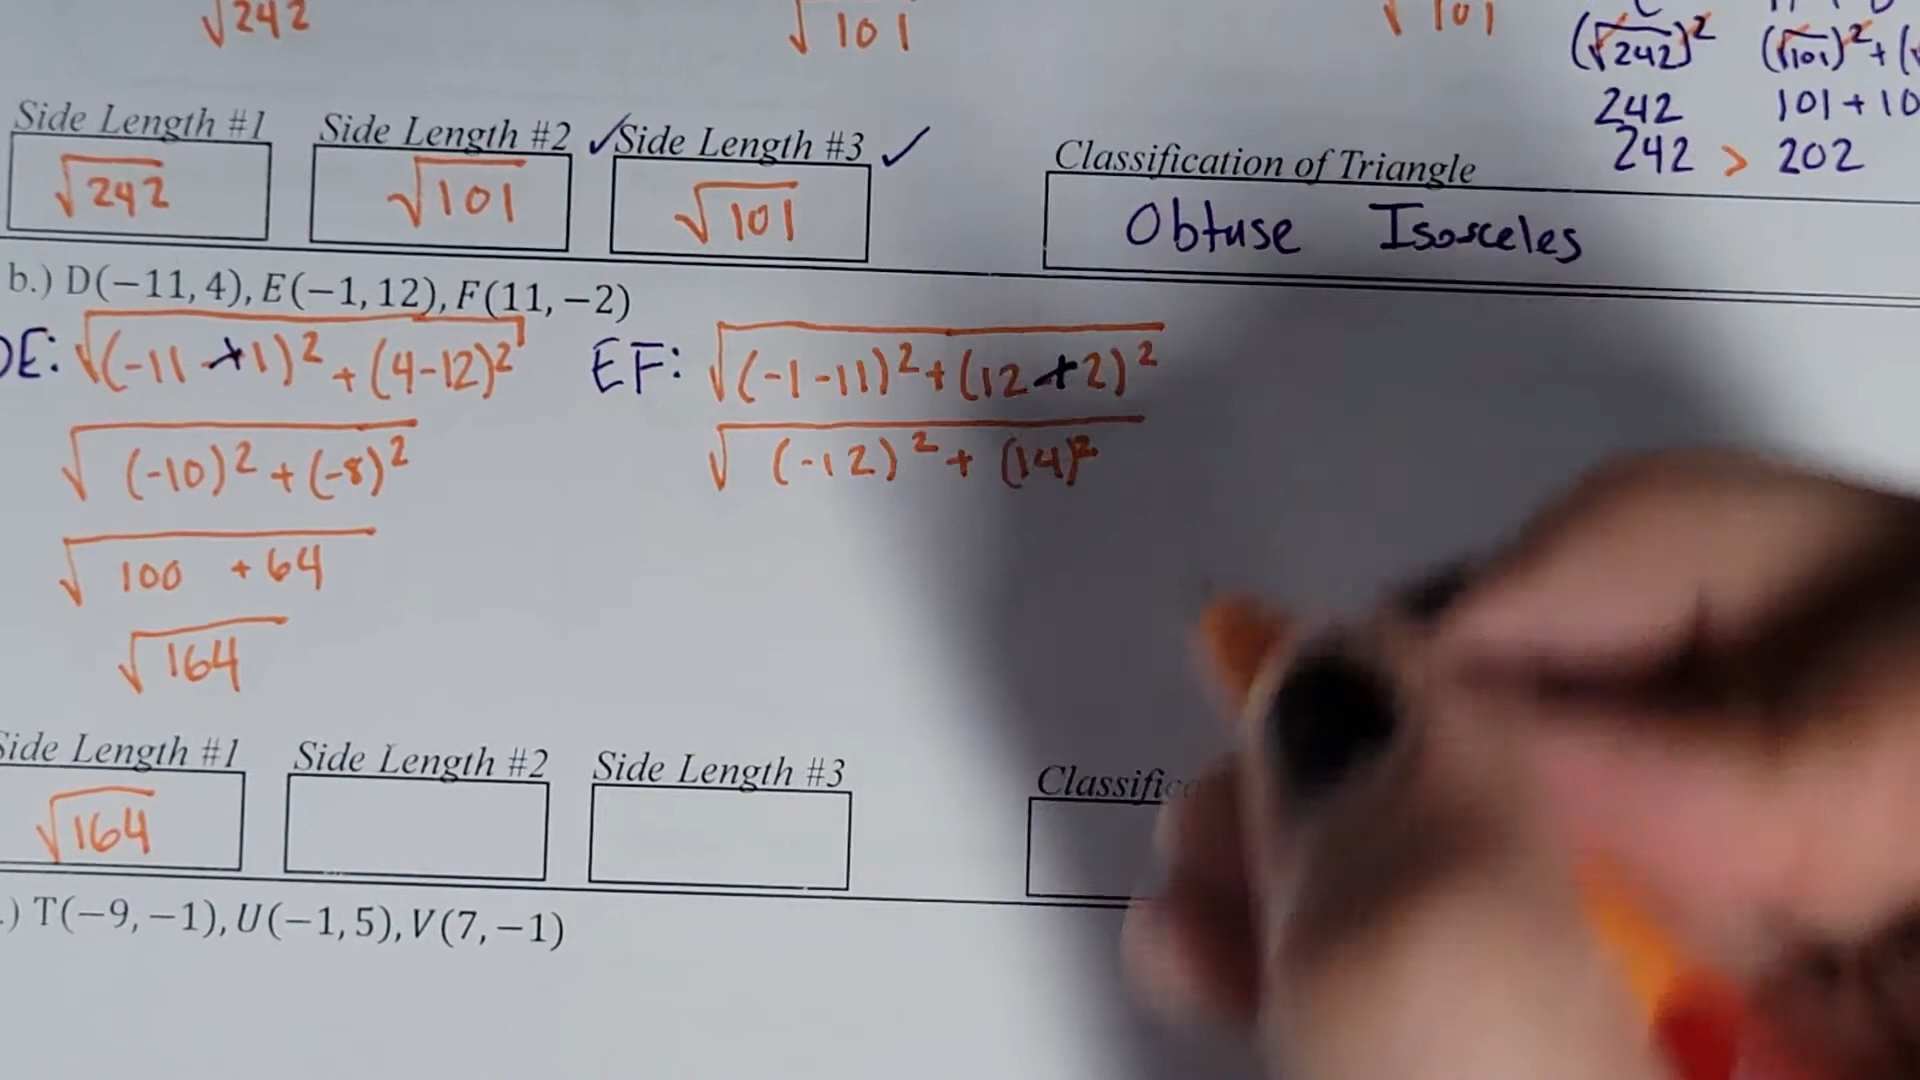 √242 √101 √101
(√242)² (√101)² + (√
242 101 + 10
242 > 202
Side Length #1 Side Length #2 ✓ Side Length #3 ✓ Classification of Triangle
√242 √101 √101 Obtuse Isosceles
b.) D(−11, 4), E(−1, 12), F(11, −2)
DE: √(-11 + 1)² + (4-12)² EF: √(-1-11)² + (12+2)²
√(-10)² + (-8)² √(-12)² + (14)²
√100 + 64
√164
Side Length #1 Side Length #2 Side Length #3 Classifica
√164
.) T(−9, −1), U(−1, 5), V(7, −1)